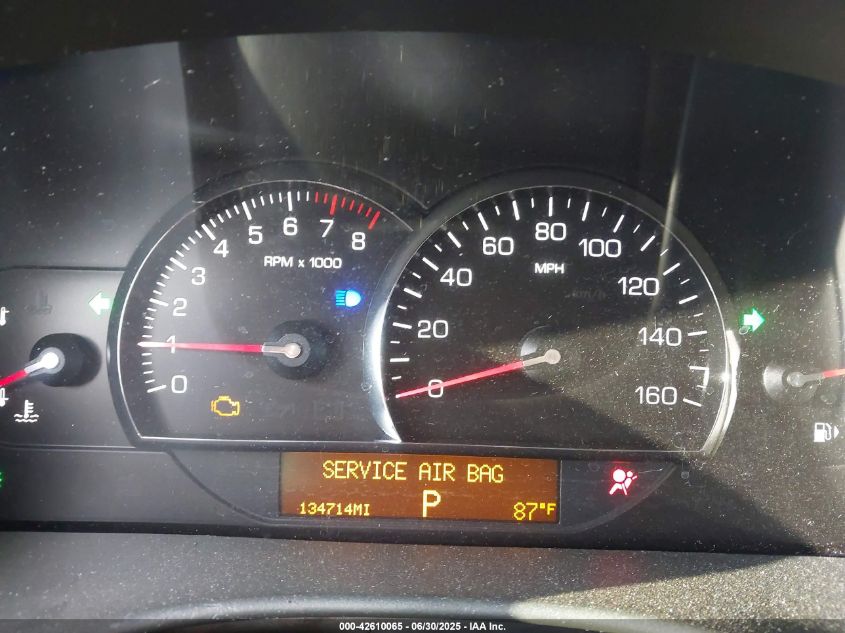 0 1 2 3 4 5 6 7 8
RPM x 1000
0 20 40 60 80 100 120 140 160
MPH
SERVICE AIR BAG
134714MI P 87°F
000-42610065 - 06/30/2025 - IAA Inc.